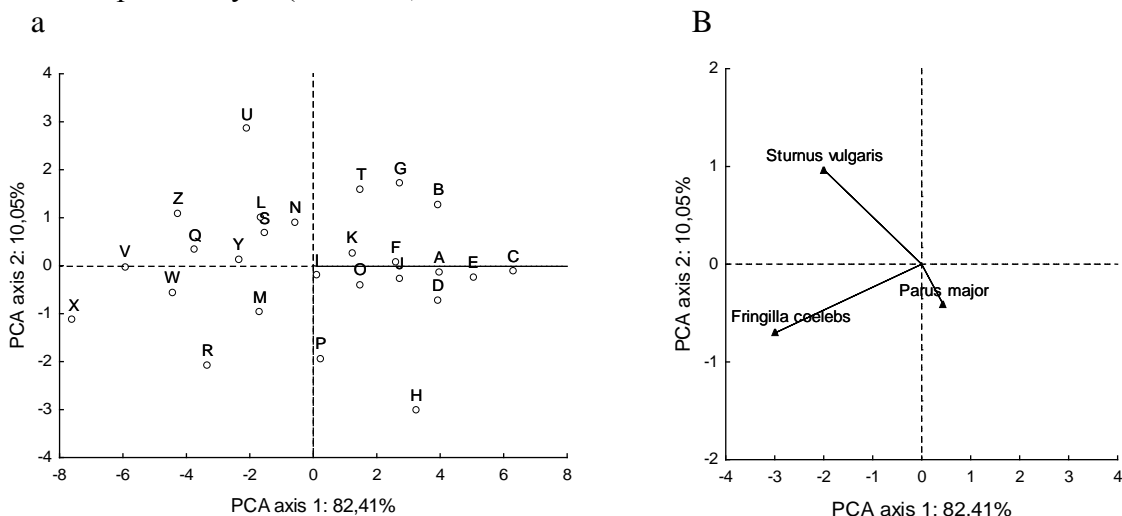 a
B
4
3
2
1
0
-1
-2
-3
-4
-8
-6
-4
-2
0
2
4
6
8
PCA axis 2: 10,05%
PCA axis 1: 82,41%
U
Z
L
S
N
T
G
B
V
Q
Y
K
F
A
E
C
I
O
J
D
W
M
X
R
P
H
2
1
0
-1
-2
-4
-3
-2
-1
0
1
2
3
4
PCA axis 2: 10,05%
PCA axis 1: 82,41%
Sturnus vulgaris
Parus major
Fringilla coelebs